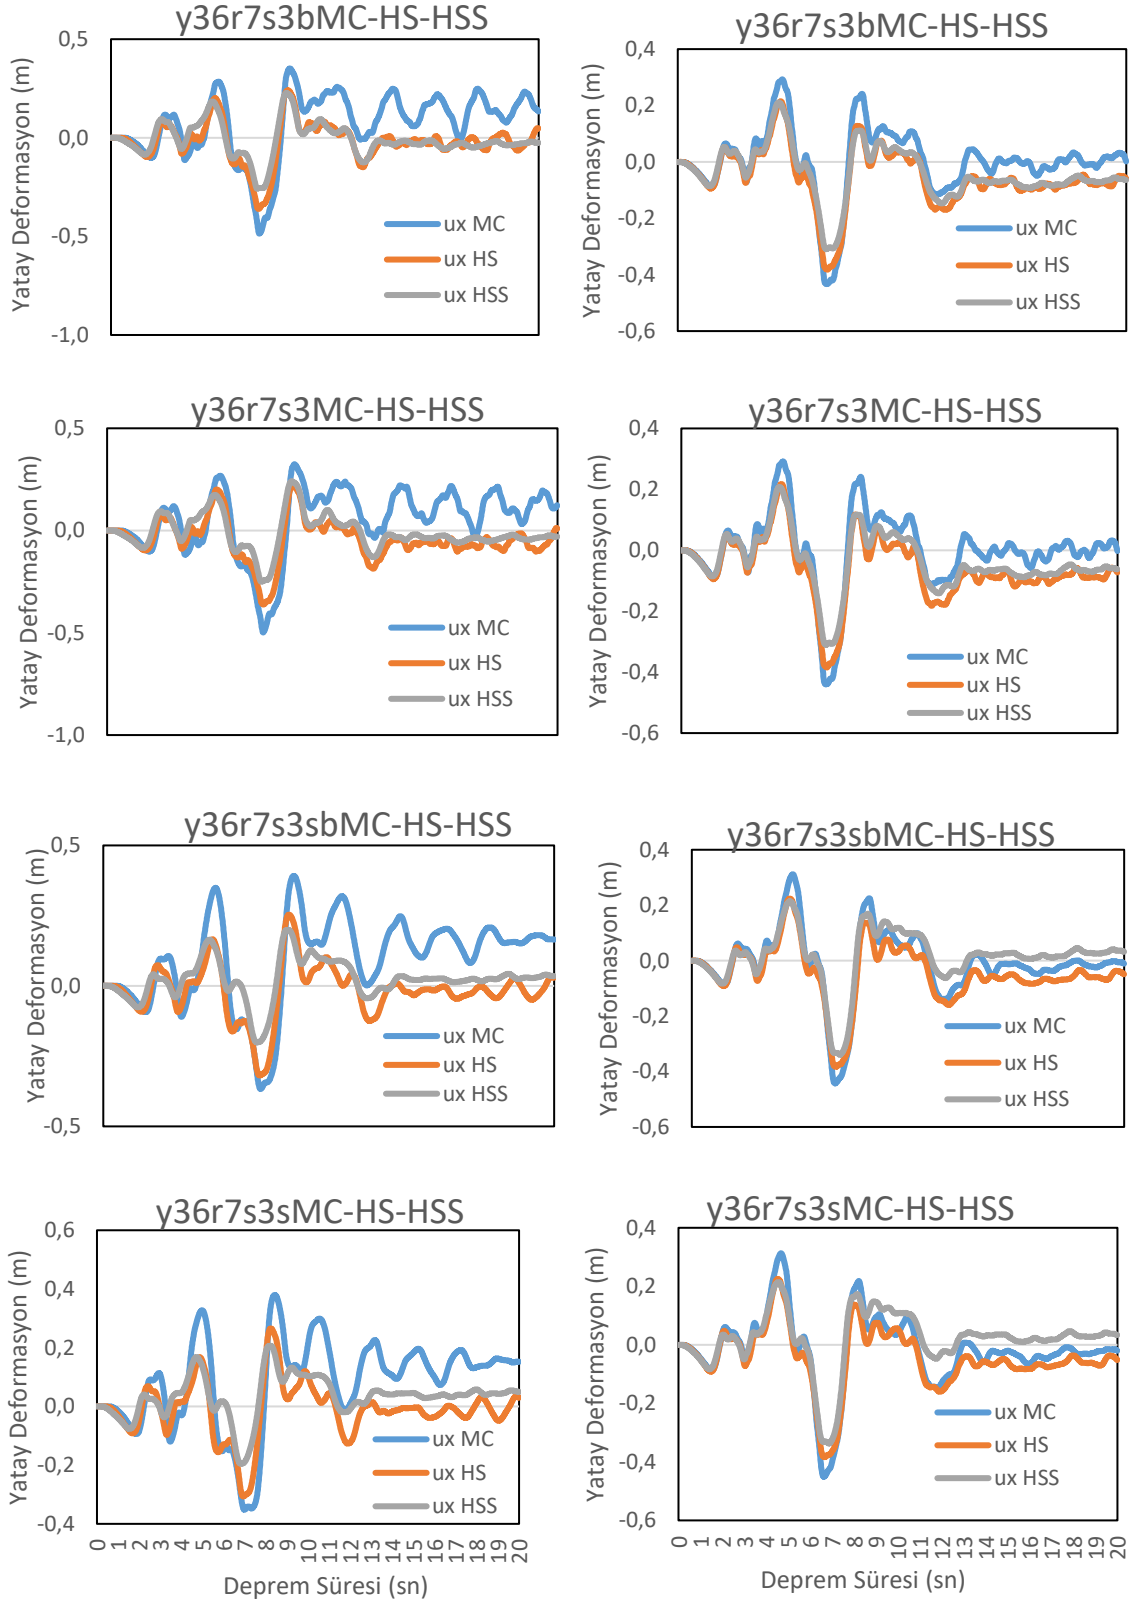 y36r7s3bMC-HS-HSS
Yatay Deformasyon (m)
0,5
0,0
-0,5
-1,0
ux MC
ux HS
ux HSS
y36r7s3bMC-HS-HSS
Yatay Deformasyon (m)
0,4
0,2
0,0
-0,2
-0,4
-0,6
ux MC
ux HS
ux HSS
y36r7s3MC-HS-HSS
Yatay Deformasyon (m)
0,5
0,0
-0,5
-1,0
ux MC
ux HS
ux HSS
y36r7s3MC-HS-HSS
Yatay Deformasyon (m)
0,4
0,2
0,0
-0,2
-0,4
-0,6
ux MC
ux HS
ux HSS
y36r7s3sbMC-HS-HSS
Yatay Deformasyon (m)
0,5
0,0
-0,5
ux MC
ux HS
ux HSS
y36r7s3sbMC-HS-HSS
Yatay Deformasyon (m)
0,4
0,2
0,0
-0,2
-0,4
-0,6
ux MC
ux HS
ux HSS
y36r7s3sMC-HS-HSS
Yatay Deformasyon (m)
0,6
0,4
0,2
0,0
-0,2
-0,4
ux MC
ux HS
ux HSS
0 1 2 3 4 5 6 7 8 9 10 11 12 13 14 15 16 17 18 19 20
Deprem Süresi (sn)
y36r7s3sMC-HS-HSS
Yatay Deformasyon (m)
0,4
0,2
0,0
-0,2
-0,4
-0,6
ux MC
ux HS
ux HSS
0 1 2 3 4 5 6 7 8 9 10 11 12 13 14 15 16 17 18 19 20
Deprem Süresi (sn)